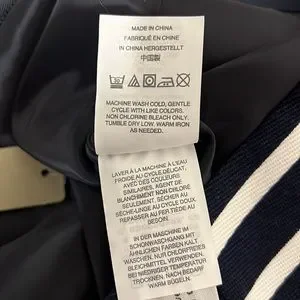 MADE IN CHINA
FABRIQUÉ EN CHINE
IN CHINA HERGESTELLT
中国製
MACHINE WASH COLD, GENTLE
CYCLE WITH LIKE COLORS.
NON CHLORINE BLEACH ONLY.
TUMBLE DRY LOW. WARM IRON
AS NEEDED.
LAVER À LA MACHINE À L'EAU
FROIDE AU CYCLE DÉLICAT,
AVEC DES COULEURS
SIMILAIRES. AGENT DE
BLANCHIMENT NON CHLORÉ
SEULEMENT. SÉCHER AU
SÈCHE-LINGE AU CYCLE DOUX.
REPASSER AU FER TIÈDE AU
BESOIN.
IN DER MASCHINE IM
SCHONWASCHGANG MIT
ÄHNLICHEN FARBEN KALT
WASCHEN. NUR CHLORFREIES
BLEICHMITTEL VERWENDEN.
BEI NIEDRIGER TEMPERATUR
TROCKNEN. NACH BEDARF
WARM BÜGELN.